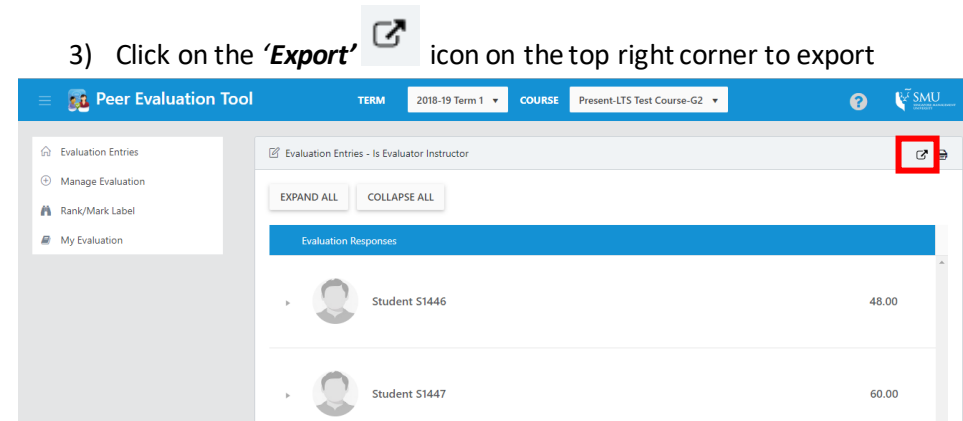 3) Click on the 'Export' icon on the top right corner to export
Peer Evaluation Tool TERM 2018-19 Term 1 COURSE Present-LTS Test Course-G2 SMU
Evaluation Entries
Manage Evaluation
Rank/Mark Label
My Evaluation
Evaluation Entries - Is Evaluator Instructor
EXPAND ALL COLLAPSE ALL
Evaluation Responses
Student S1446 48.00
Student S1447 60.00